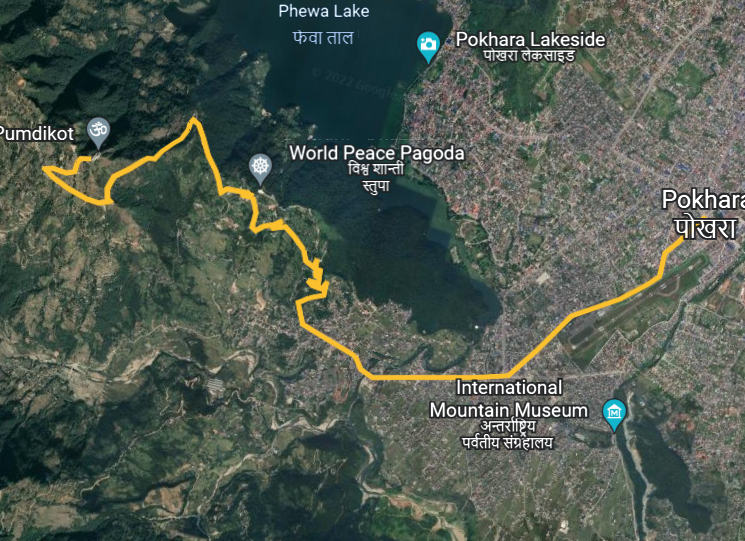 Phewa Lake
फेवा ताल
© 2022 Google
Pokhara Lakeside
पोखरा लेकसाइड
Pumdikot
World Peace Pagoda
विश्व शान्ती
स्तुपा
Pokhara
पोखरा
International
Mountain Museum
अन्तर्राष्ट्रिय
पर्वतीय संग्रहालय